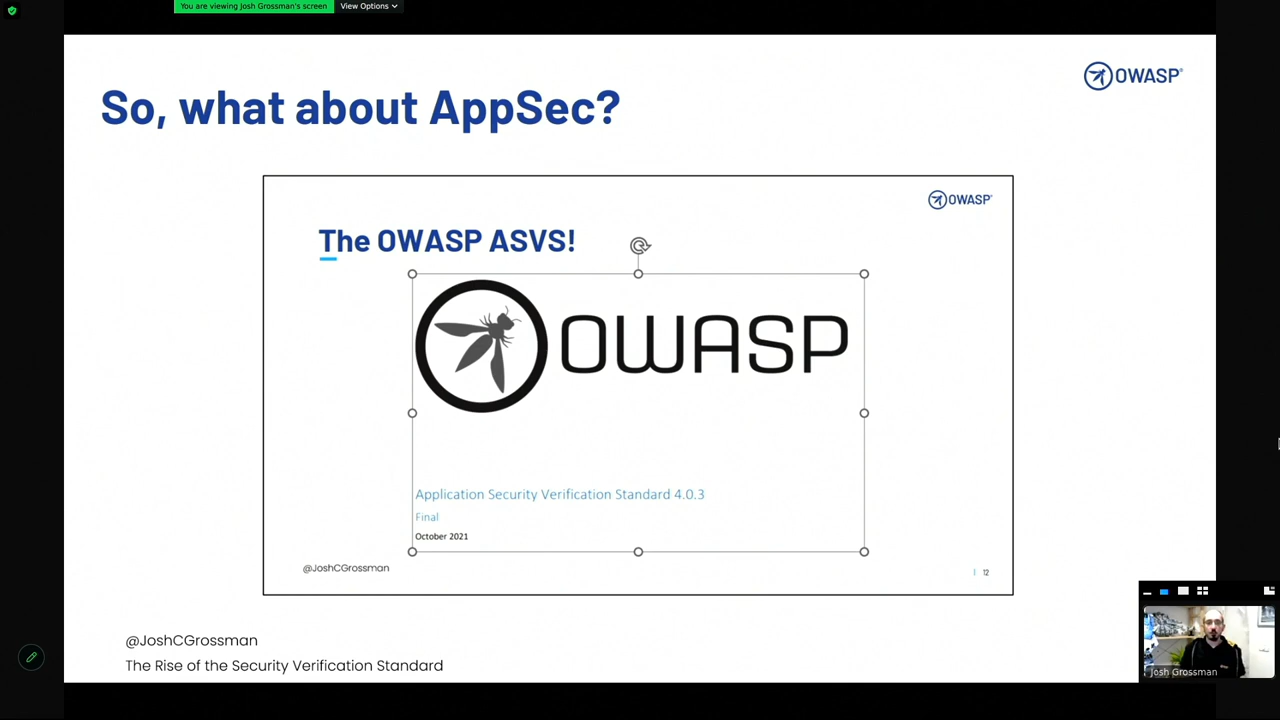 You are viewing Josh Grossman's screen View Options
OWASP®
So, what about AppSec?
OWASP®
The OWASP ASVS!
OWASP
Application Security Verification Standard 4.0.3
Final
October 2021
@JoshCGrossman
12
@JoshCGrossman
The Rise of the Security Verification Standard
Josh Grossman